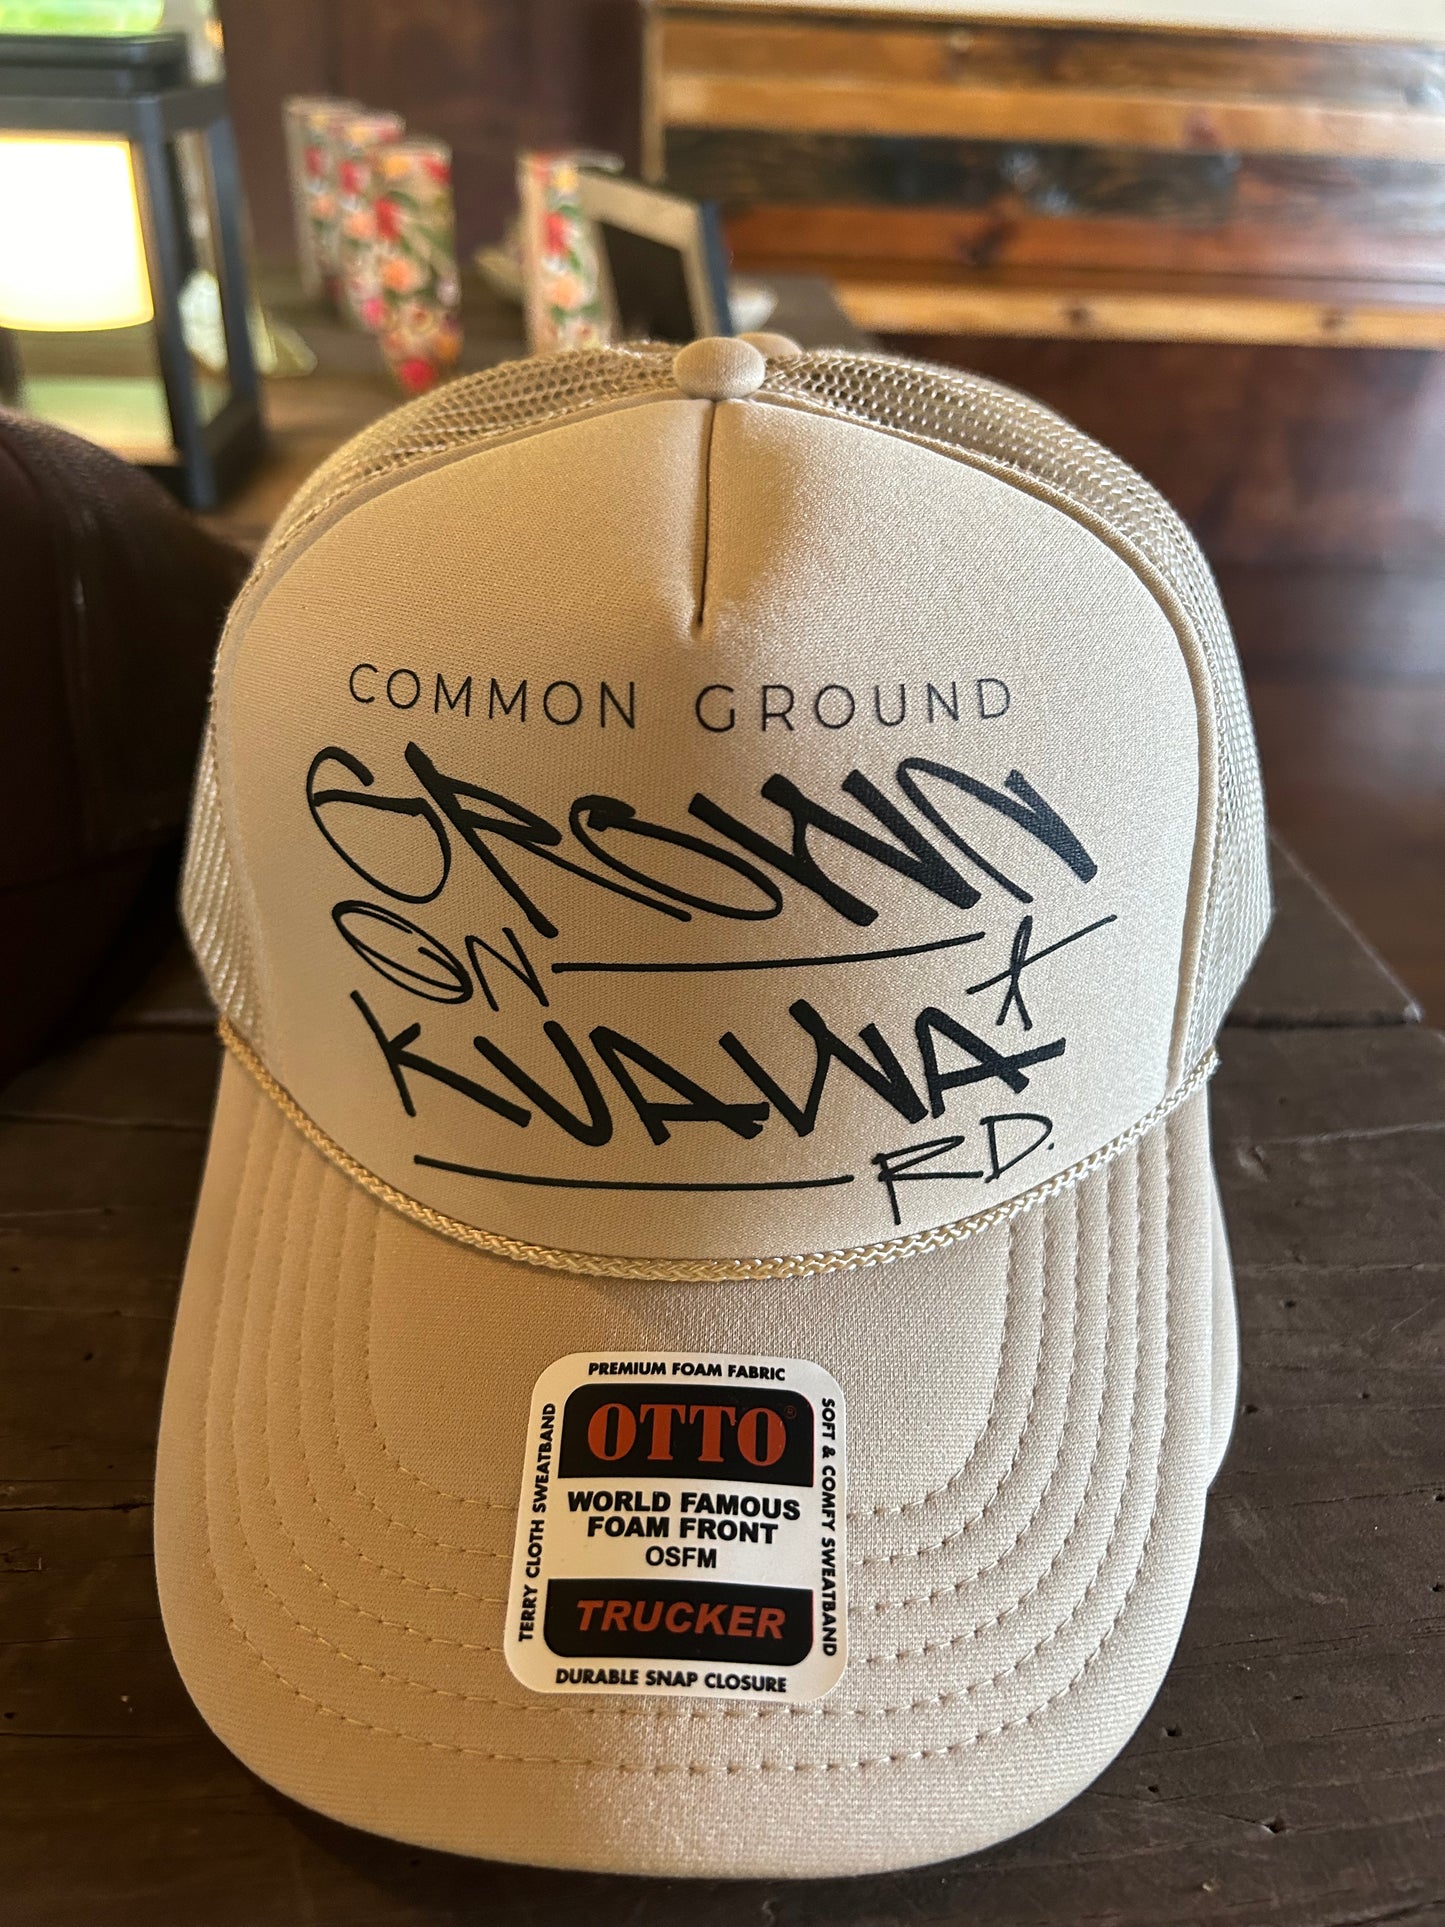 COMMON GROUND
GROWN
ON
KUAWA
RD.
PREMIUM FOAM FABRIC
OTTO®
WORLD FAMOUS
FOAM FRONT
OSFM
TRUCKER
DURABLE SNAP CLOSURE
TERRY CLOTH SWEATBAND
SOFT & COMFY SWEATBAND